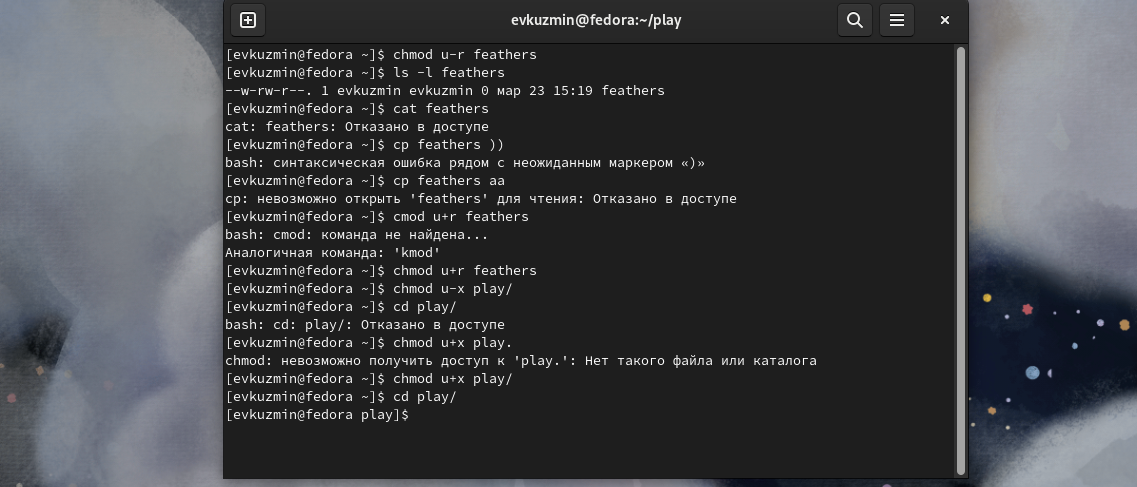 evkuzmin@fedora:~/play
[evkuzmin@fedora ~]$ chmod u-r feathers
[evkuzmin@fedora ~]$ ls -l feathers
--w-rw-r--. 1 evkuzmin evkuzmin 0 мар 23 15:19 feathers
[evkuzmin@fedora ~]$ cat feathers
cat: feathers: Отказано в доступе
[evkuzmin@fedora ~]$ cp feathers ))
bash: синтаксическая ошибка рядом с неожиданным маркером «)»
[evkuzmin@fedora ~]$ cp feathers aa
cp: невозможно открыть 'feathers' для чтения: Отказано в доступе
[evkuzmin@fedora ~]$ cmod u+r feathers
bash: cmod: команда не найдена...
Аналогичная команда: 'kmod'
[evkuzmin@fedora ~]$ chmod u+r feathers
[evkuzmin@fedora ~]$ chmod u-x play/
[evkuzmin@fedora ~]$ cd play/
bash: cd: play/: Отказано в доступе
[evkuzmin@fedora ~]$ chmod u+x play.
chmod: невозможно получить доступ к 'play.': Нет такого файла или каталога
[evkuzmin@fedora ~]$ chmod u+x play/
[evkuzmin@fedora ~]$ cd play/
[evkuzmin@fedora play]$